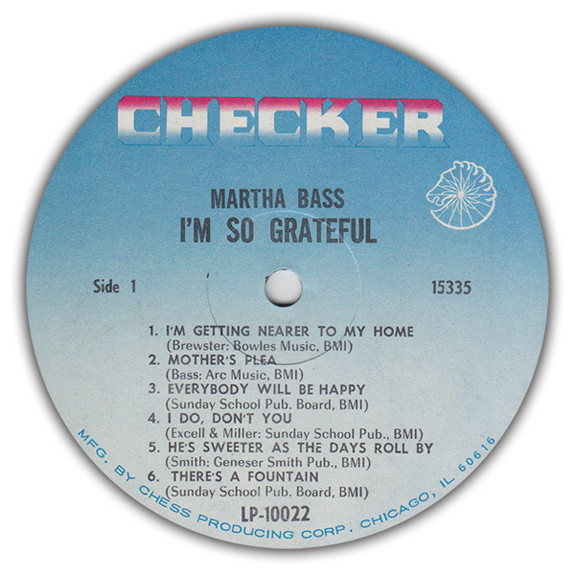 CHECKER
MARTHA BASS
I'M SO GRATEFUL
Side 1
15335
1. I'M GETTING NEARER TO MY HOME
(Brewster: Bowles Music, BMI)
2. MOTHER'S PLEA
(Bass: Arc Music, BMI)
3. EVERYBODY WILL BE HAPPY
(Sunday School Pub. Board, BMI)
4. I DO, DON'T YOU
(Excell & Miller: Sunday School Pub., BMI)
5. HE'S SWEETER AS THE DAYS ROLL BY
(Smith: Geneser Smith Pub., BMI)
6. THERE'S A FOUNTAIN
(Sunday School Pub. Board, BMI)
LP-10022
MFG. BY CHESS PRODUCING CORP. CHICAGO, IL 60616